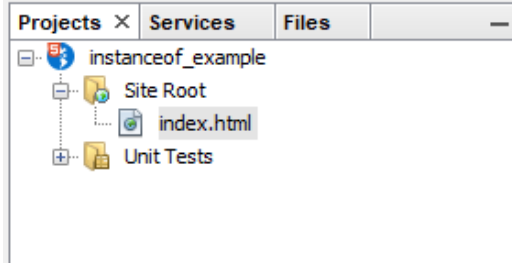 Projects Services Files
instanceof_example
Site Root
index.html
Unit Tests